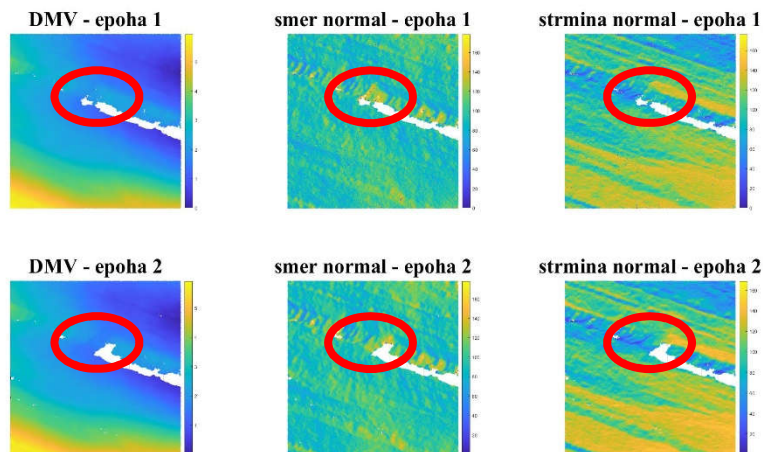 DMV - epoha 1
smer normal - epoha 1
strmina normal - epoha 1
DMV - epoha 2
smer normal - epoha 2
strmina normal - epoha 2